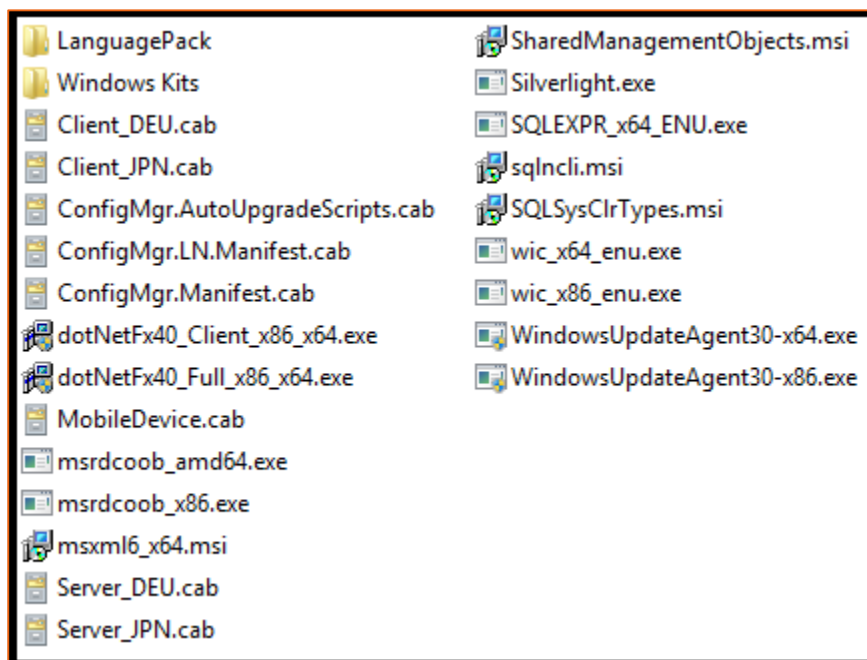 LanguagePack
Windows Kits
Client_DEU.cab
Client_JPN.cab
ConfigMgr.AutoUpgradeScripts.cab
ConfigMgr.LN.Manifest.cab
ConfigMgr.Manifest.cab
dotNetFx40_Client_x86_x64.exe
dotNetFx40_Full_x86_x64.exe
MobileDevice.cab
msrdcoob_amd64.exe
msrdcoob_x86.exe
msxml6_x64.msi
Server_DEU.cab
Server_JPN.cab
SharedManagementObjects.msi
Silverlight.exe
SQLEXPR_x64_ENU.exe
sqlncli.msi
SQLSysClrTypes.msi
wic_x64_enu.exe
wic_x86_enu.exe
WindowsUpdateAgent30-x64.exe
WindowsUpdateAgent30-x86.exe